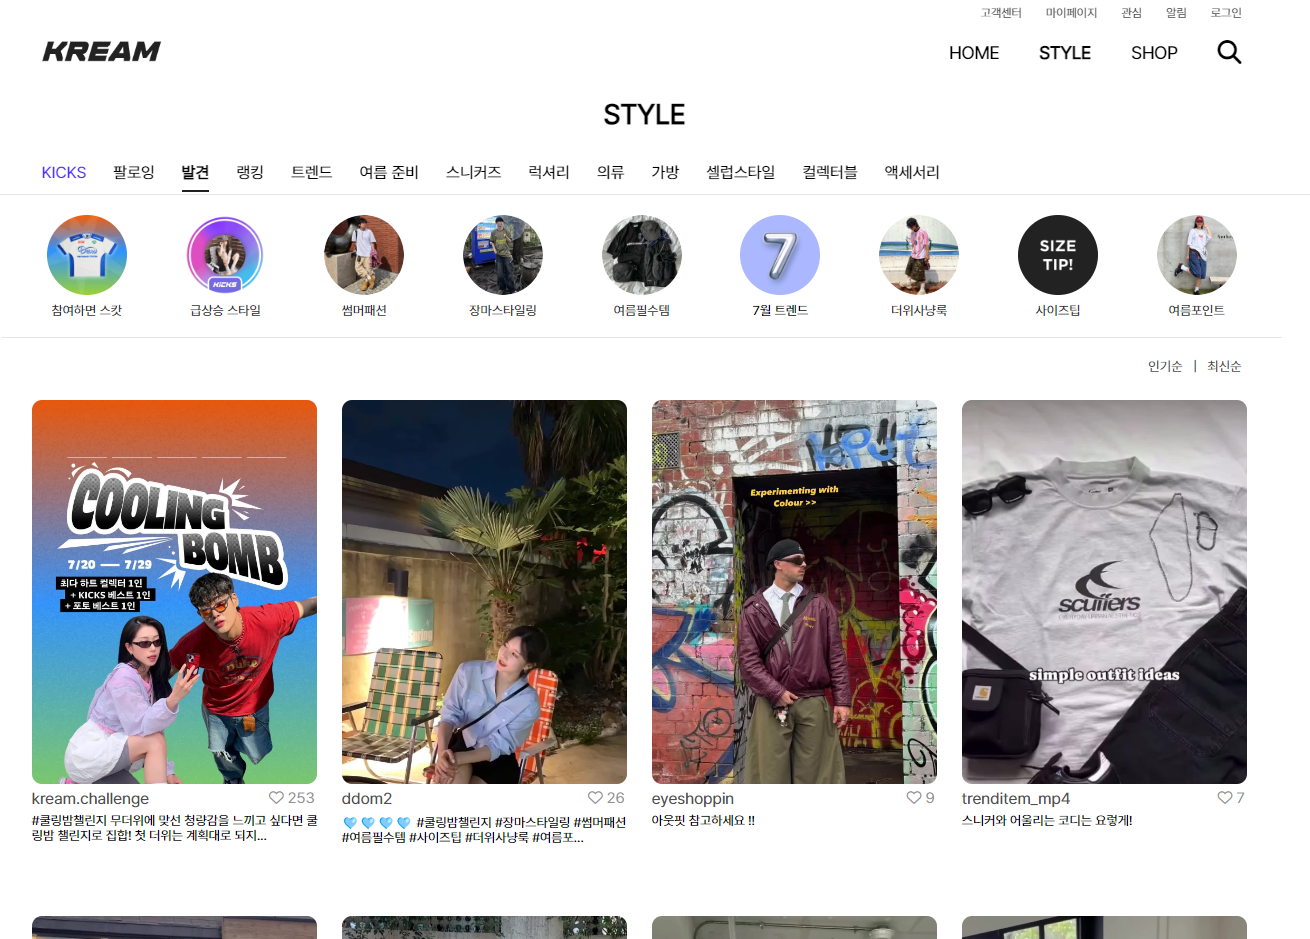 고객센터 마이페이지 관심 알림 로그인
KREAM
HOME STYLE SHOP
STYLE
KICKS 팔로잉 발견 랭킹 트렌드 여름 준비 스니커즈 럭셔리 의류 가방 셀럽스타일 컬렉터블 액세서리
KICKS
7
SIZE
TIP!
참여하면 스캇 급상승 스타일 썸머패션 장마스타일링 여름필수템 7월 트렌드 더위사냥룩 사이즈팁 여름포인트
인기순 | 최신순
COOLING
BOMB
7/20 — 7/29
최다 하트 컬렉터 1인
+ KICKS 베스트 1인
+ 포토 베스트 1인
Spring
Experimenting with
Colour >>
scuffers
simple outfit ideas
kream.challenge 253
#쿨링밤챌린지 무더위에 맞선 청량감을 느끼고 싶다면 쿨
링밤 챌린지로 집합! 첫 더위는 계획대로 되지...
ddom2 26
🩵🩵🩵🩵 #쿨링밤챌린지 #장마스타일링 #썸머패션
#여름필수템 #사이즈팁 #더위사냥룩 #여름포...
eyeshoppin 9
아웃핏 참고하세요 !!
trenditem_mp4 7
스니커와 어울리는 코디는 요렇게!